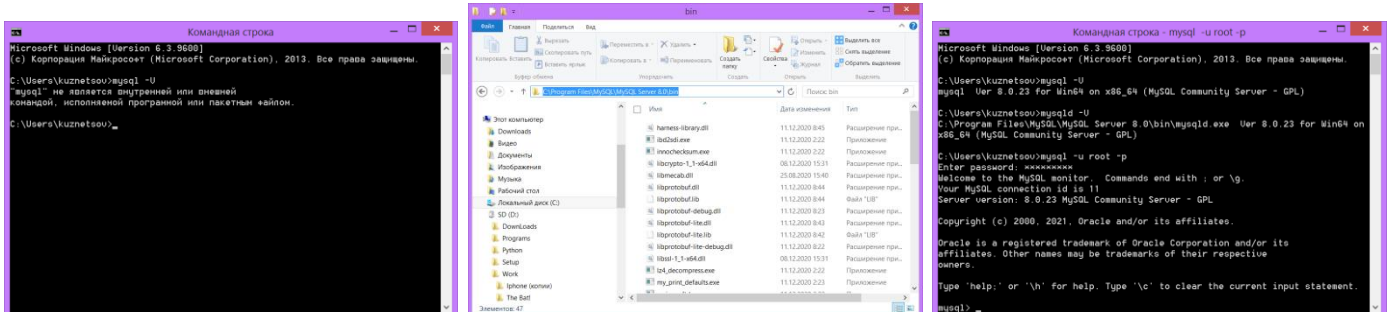 Командная строка
Microsoft Windows [Version 6.3.9600]
(c) Корпорация Майкрософт (Microsoft Corporation), 2013. Все права защищены.
C:\Users\kuznetsov>mysql -V
"mysql" не является внутренней или внешней
командой, исполняемой программой или пакетным файлом.
C:\Users\kuznetsov>_
bin
Файл Главная Поделиться Вид
Копировать Вставить
Вырезать
Скопировать путь
Вставить ярлык
Переместить в
Копировать в
Удалить
Переименовать
Создать папку
Свойства
Открыть
Изменить
Журнал
Выделить все
Снять выделение
Обратить выделение
Буфер обмена Упорядочить Создать Открыть Выделить
C:\Program Files\MySQL\MySQL Server 8.0\bin
Поиск: bin
Этот компьютер
Downloads
Видео
Документы
Изображения
Музыка
Рабочий стол
Локальный диск (C:)
SD (D:)
DownLoads
Programs
Python
Setup
Work
Iphone (копии)
The Bat!
Имя Дата изменения Тип
harness-library.dll 11.12.2020 8:45 Расширение при...
ibd2sdi.exe 11.12.2020 2:22 Приложение
innochecksum.exe 11.12.2020 2:22 Приложение
libcrypto-1_1-x64.dll 08.12.2020 15:31 Расширение при...
libmecab.dll 25.08.2020 15:40 Расширение при...
libprotobuf.dll 11.12.2020 8:44 Расширение при...
libprotobuf.lib 11.12.2020 8:44 Файл "LIB"
libprotobuf-debug.dll 11.12.2020 8:23 Расширение при...
libprotobuf-lite.dll 11.12.2020 8:43 Расширение при...
libprotobuf-lite.lib 11.12.2020 8:42 Файл "LIB"
libprotobuf-lite-debug.dll 11.12.2020 8:22 Расширение при...
libssl-1_1-x64.dll 08.12.2020 15:31 Расширение при...
lz4_decompress.exe 11.12.2020 2:22 Приложение
my_print_defaults.exe 11.12.2020 2:23 Приложение
Элементов: 47
Командная строка - mysql -u root -p
Microsoft Windows [Version 6.3.9600]
(c) Корпорация Майкрософт (Microsoft Corporation), 2013. Все права защищены.
C:\Users\kuznetsov>mysql -V
mysql Ver 8.0.23 for Win64 on x86_64 (MySQL Community Server - GPL)
C:\Users\kuznetsov>mysqld -V
C:\Program Files\MySQL\MySQL Server 8.0\bin\mysqld.exe Ver 8.0.23 for Win64 on
x86_64 (MySQL Community Server - GPL)
C:\Users\kuznetsov>mysql -u root -p
Enter password: *********
Welcome to the MySQL monitor. Commands end with ; or \g.
Your MySQL connection id is 11
Server version: 8.0.23 MySQL Community Server - GPL
Copyright (c) 2000, 2021, Oracle and/or its affiliates.
Oracle is a registered trademark of Oracle Corporation and/or its
affiliates. Other names may be trademarks of their respective
owners.
Type 'help;' or '\h' for help. Type '\c' to clear the current input statement.
mysql> _